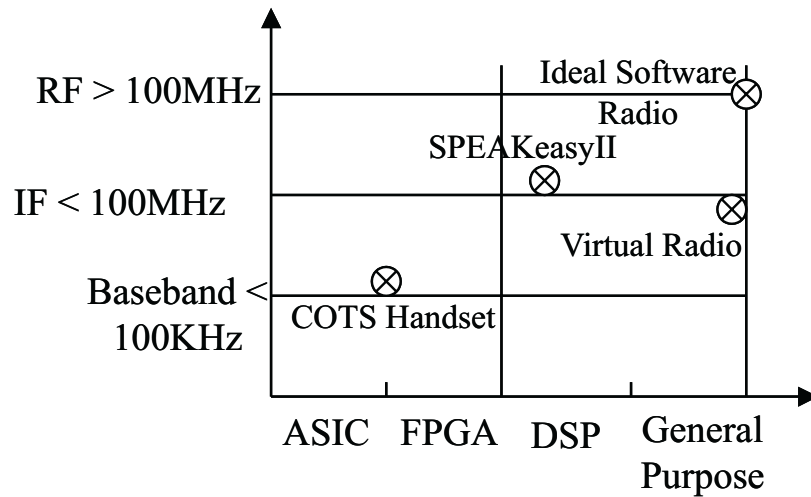 Ideal Software
RF > 100MHz
Radio
SPEAKeasyII
IF < 100MHz
Virtual Radio
Baseband <
COTS Handset
100KHz
ASIC
FPGA
DSP
General
Purpose